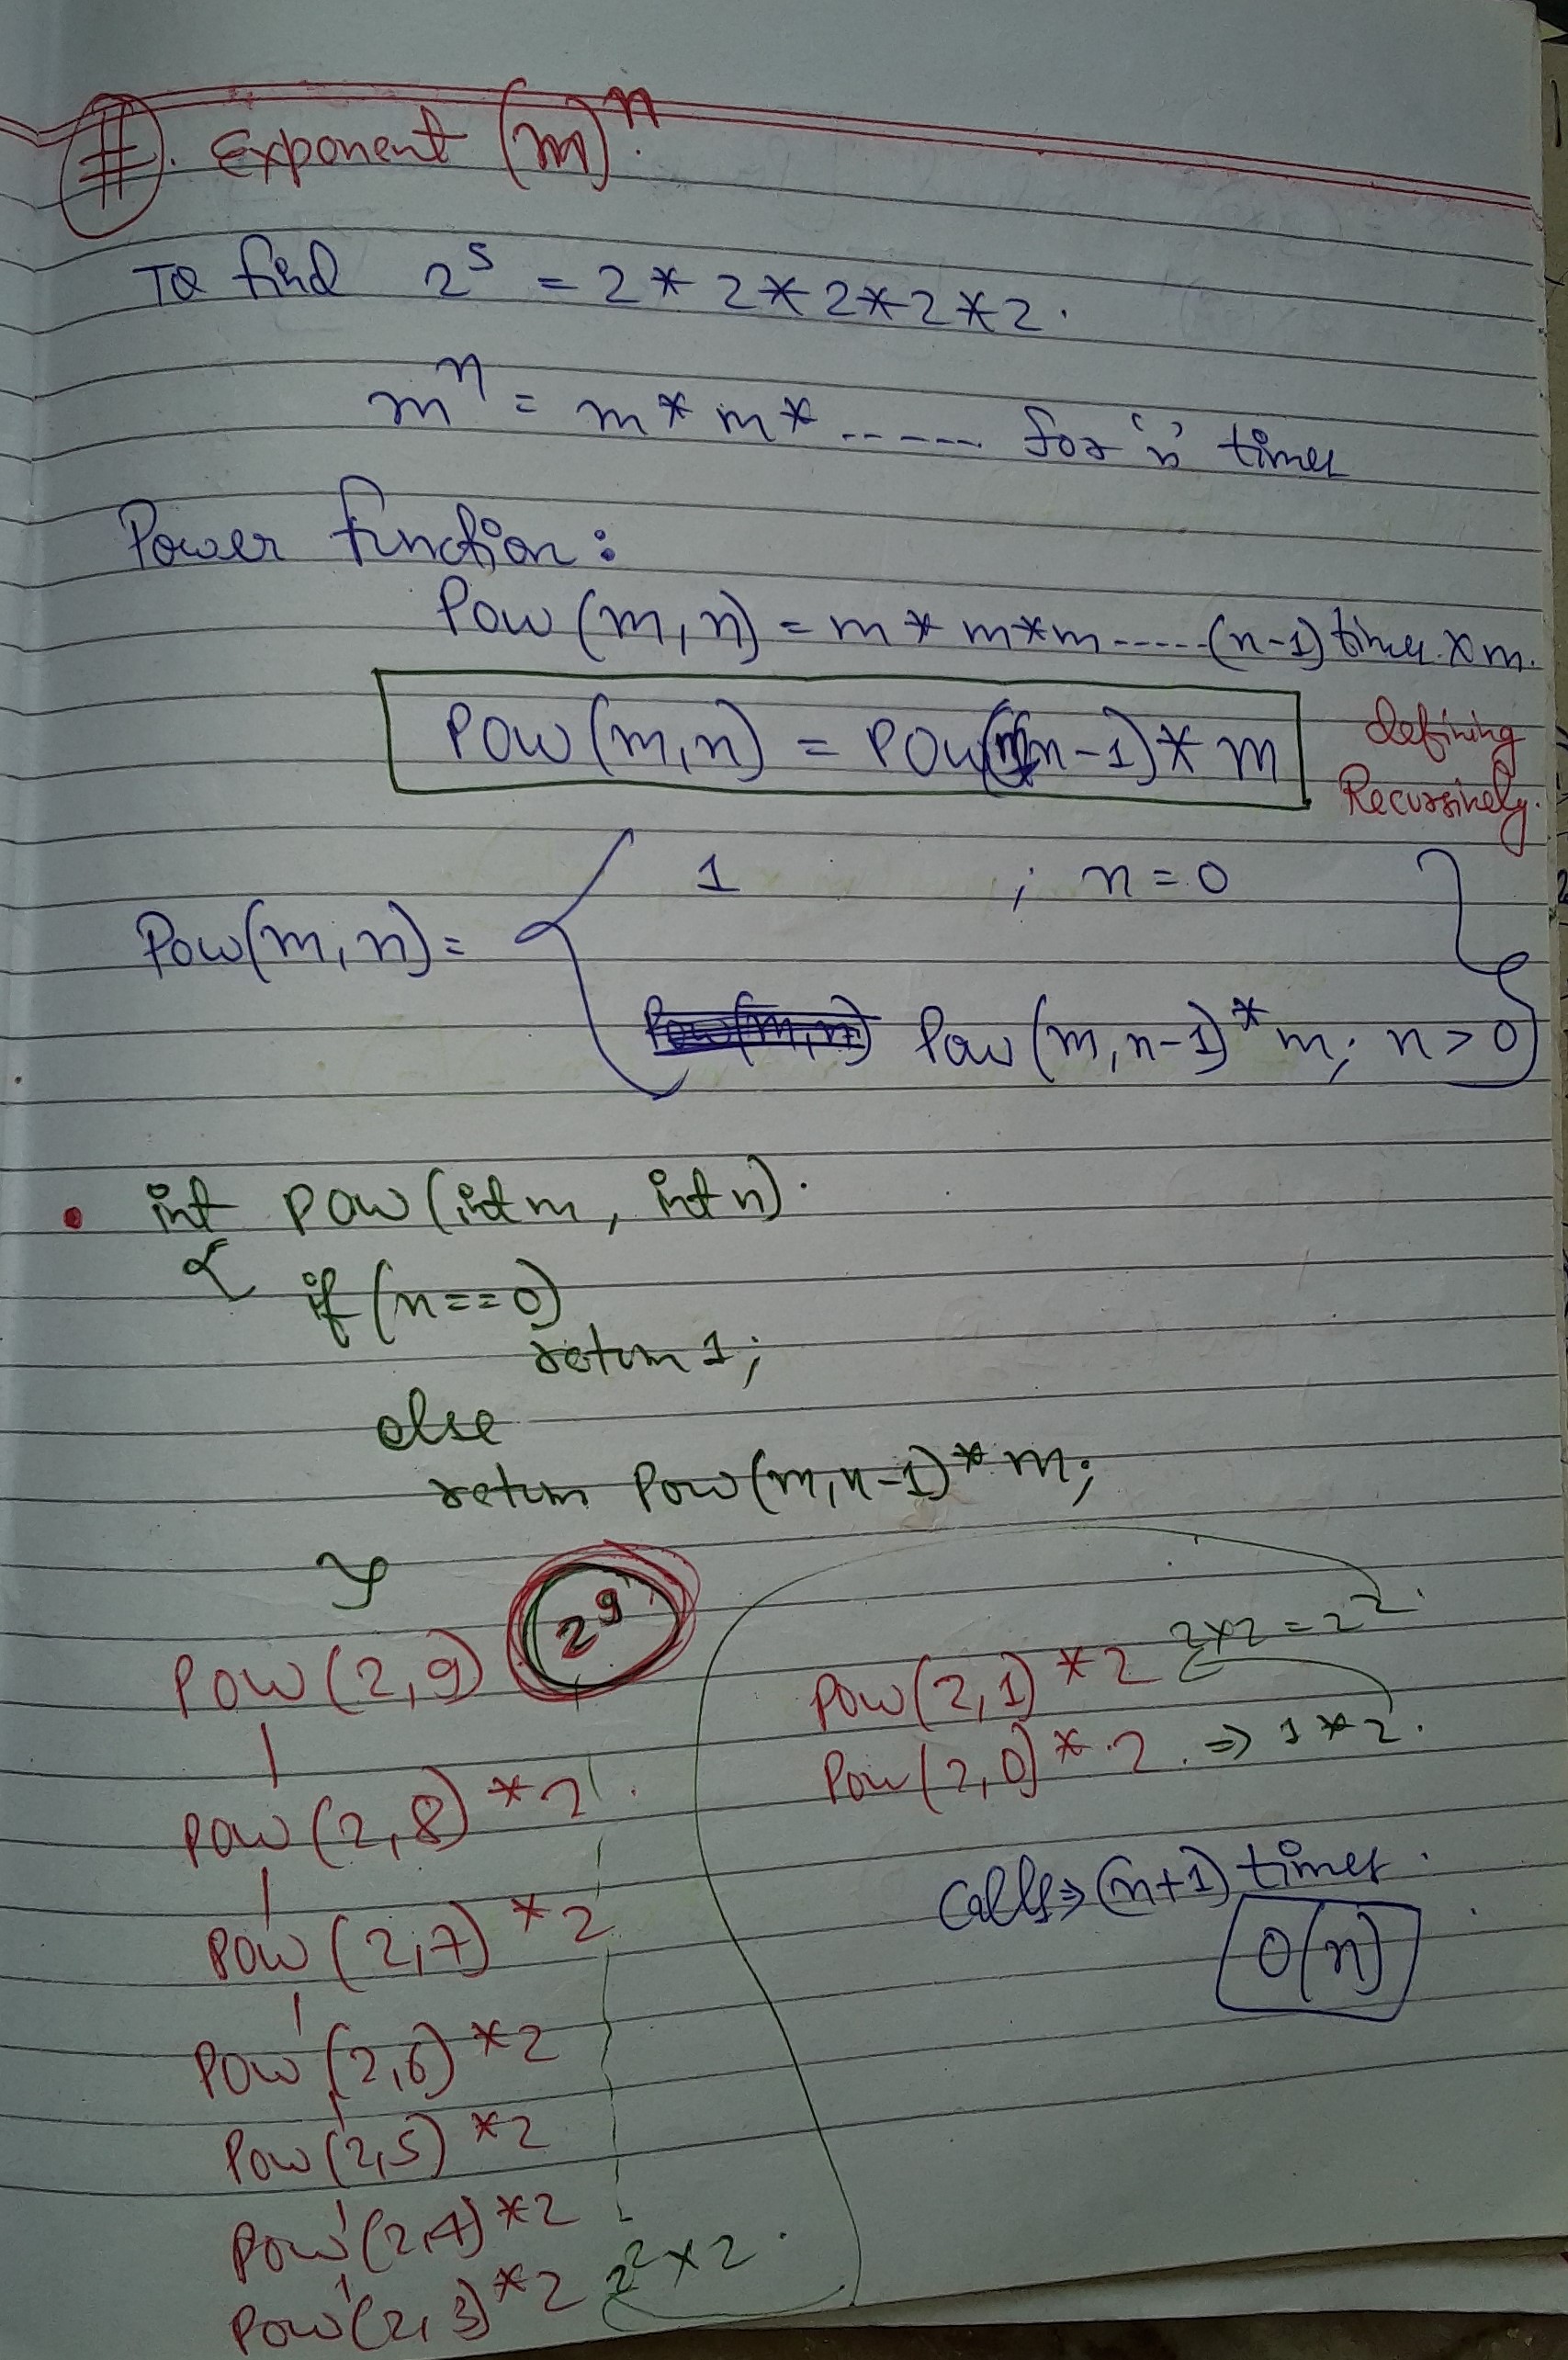 #. Exponent (m)^n.
To find 2^5 = 2*2*2*2*2.
m^n = m*m*------ for 'n' times
Power function:
Pow (m,n) = m*m*m-----(n-1) times * m.
POW (m,n) = POW(m,n-1)* m
defining
Recursively.
1 ; n=0
Pow(m,n)=
Pow(m,n) Pow (m,n-1)* m; n>0
• int pow (int m, int n).
{ if (n==0)
return 1;
else
return Pow(m,n-1)* m;
}
Pow (2,9) 2^9
Pow (2,8) *2
Pow (2,7) *2
Pow (2,6) *2
Pow (2,5) *2
Pow (2,4) *2
Pow (2,3) *2 2^2×2.
Pow(2,1) *2 2×2=2^2.
Pow(2,0) * 2. ⇒ 1*2.
Calls⇒(n+1) times.
O(n)